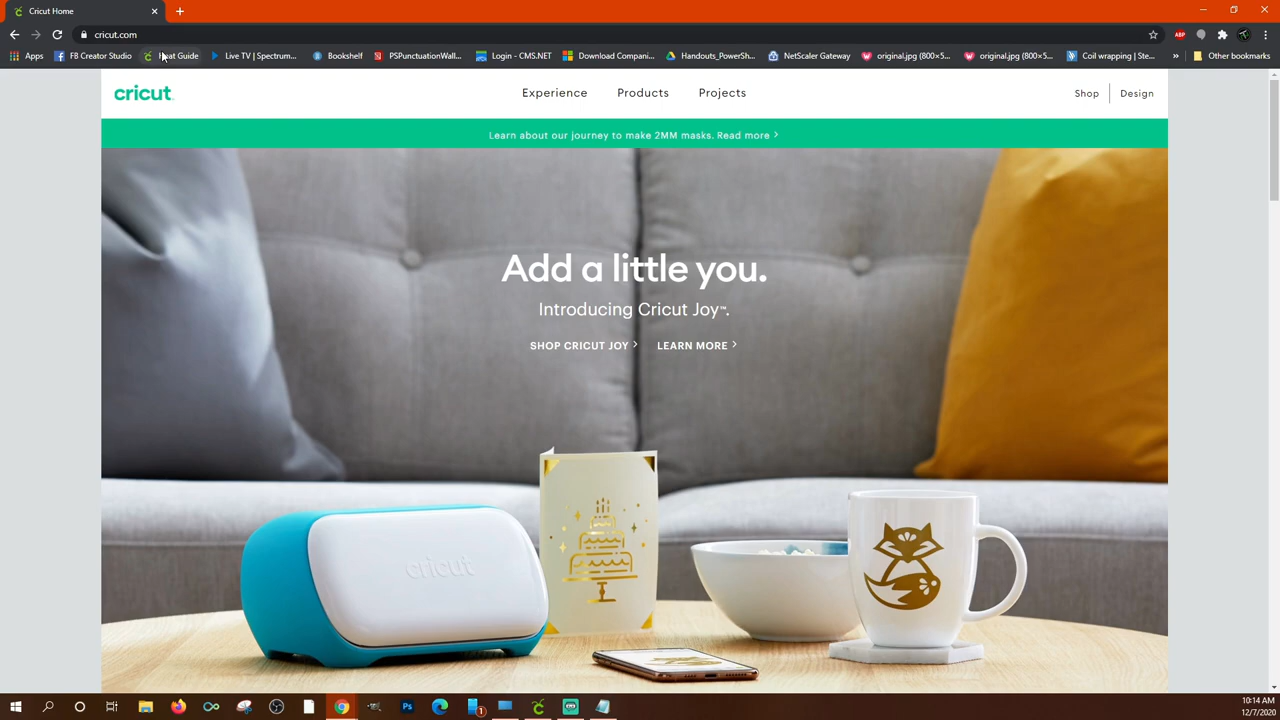 Cricut Home
cricut.com
Apps
FB Creator Studio
Heat Guide
Live TV | Spectrum...
Bookshelf
PSPunctuationWall...
Login - CMS.NET
Download Compani...
Handouts_PowerSh...
NetScaler Gateway
original.jpg (800×5...
original.jpg (800×5...
Coil wrapping | Ste...
»
Other bookmarks
cricut
Experience
Products
Projects
Shop
Design
Learn about our journey to make 2MM masks. Read more >
Add a little you.
Introducing Cricut Joy™.
SHOP CRICUT JOY >
LEARN MORE >
cricut
10:14 AM
12/7/2020